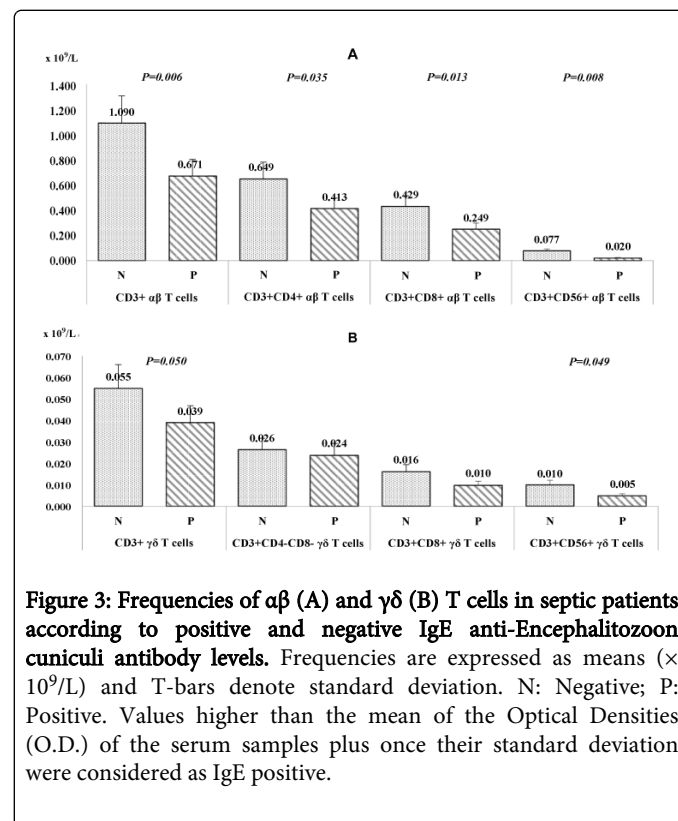 A
x 10⁹/L
P=0.006 P=0.035 P=0.013 P=0.008
1.400
1.200
1.000
0.800
0.600
0.400
0.200
0.000
1.090 0.671 0.649 0.413 0.429 0.249 0.077 0.020
N P N P N P N P
CD3+ αβ T cells CD3+CD4+ αβ T cells CD3+CD8+ αβ T cells CD3+CD56+ αβ T cells
B
x 10⁹/L
P=0.050 P=0.049
0.070
0.060
0.050
0.040
0.030
0.020
0.010
0.000
0.055 0.039 0.026 0.024 0.016 0.010 0.010 0.005
N P N P N P N P
CD3+ γδ T cells CD3+CD4-CD8- γδ T cells CD3+CD8+ γδ T cells CD3+CD56+ γδ T cells
Figure 3: Frequencies of αβ (A) and γδ (B) T cells in septic patients
according to positive and negative IgE anti-Encephalitozoon
cuniculi antibody levels. Frequencies are expressed as means (×
10⁹/L) and T-bars denote standard deviation. N: Negative; P:
Positive. Values higher than the mean of the Optical Densities
(O.D.) of the serum samples plus once their standard deviation
were considered as IgE positive.